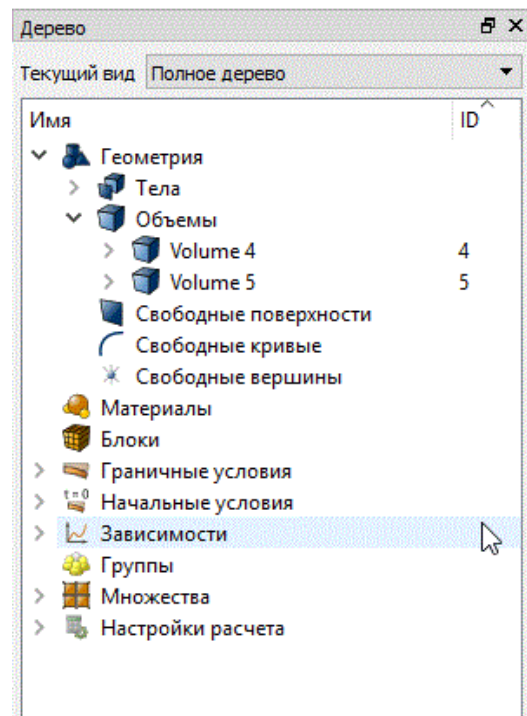 Дерево
Текущий вид Полное дерево
Имя ID
Геометрия
Тела
Объемы
Volume 4 4
Volume 5 5
Свободные поверхности
Свободные кривые
Свободные вершины
Материалы
Блоки
Граничные условия
t = 0 Начальные условия
Зависимости
Группы
Множества
Настройки расчета